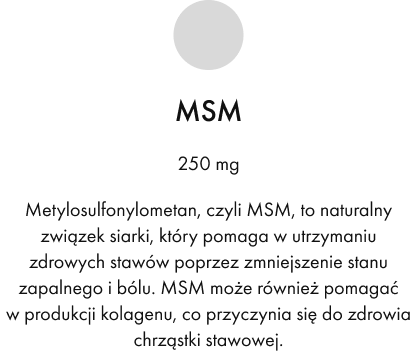 MSM
250 mg
Metylosulfonylometan, czyli MSM, to naturalny
związek siarki, który pomaga w utrzymaniu
zdrowych stawów poprzez zmniejszenie stanu
zapalnego i bólu. MSM może również pomagać
w produkcji kolagenu, co przyczynia się do zdrowia
chrząstki stawowej.